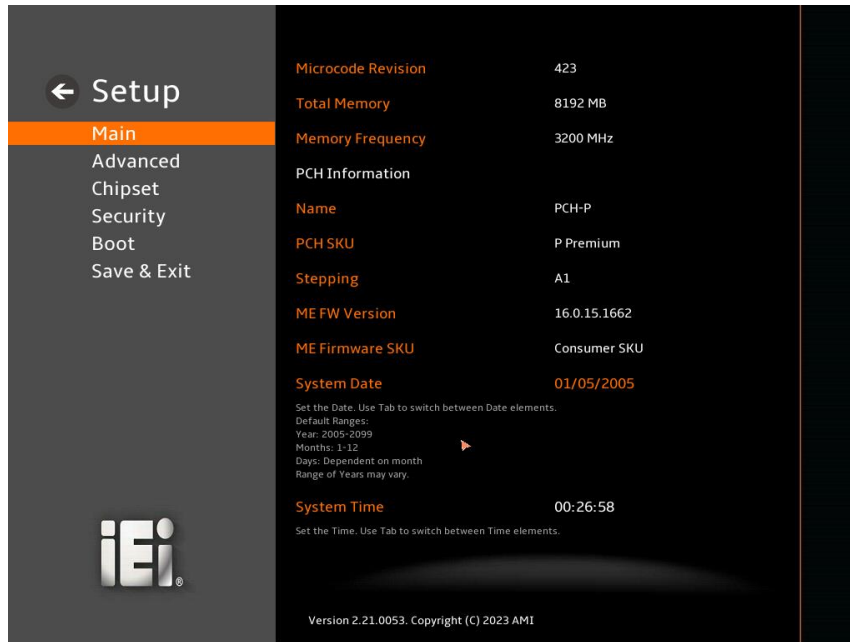 Setup
Main
Advanced
Chipset
Security
Boot
Save & Exit
Microcode Revision 423
Total Memory 8192 MB
Memory Frequency 3200 MHz
PCH Information
Name PCH-P
PCH SKU P Premium
Stepping A1
ME FW Version 16.0.15.1662
ME Firmware SKU Consumer SKU
System Date 01/05/2005
Set the Date. Use Tab to switch between Date elements.
Default Ranges:
Year: 2005-2099
Months: 1-12
Days: Dependent on month
Range of Years may vary.
System Time 00:26:58
Set the Time. Use Tab to switch between Time elements.
iEi®
Version 2.21.0053. Copyright (C) 2023 AMI